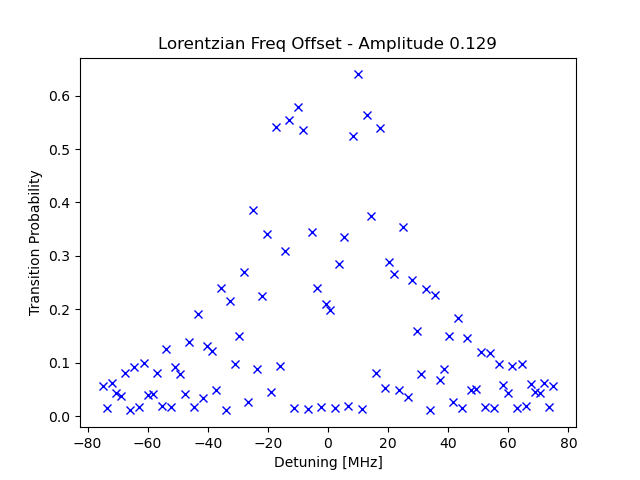 Lorentzian Freq Offset - Amplitude 0.129
0.6
0.5
0.4
0.3
0.2
0.1
0.0
Transition Probability
−80 −60 −40 −20 0 20 40 60 80
Detuning [MHz]